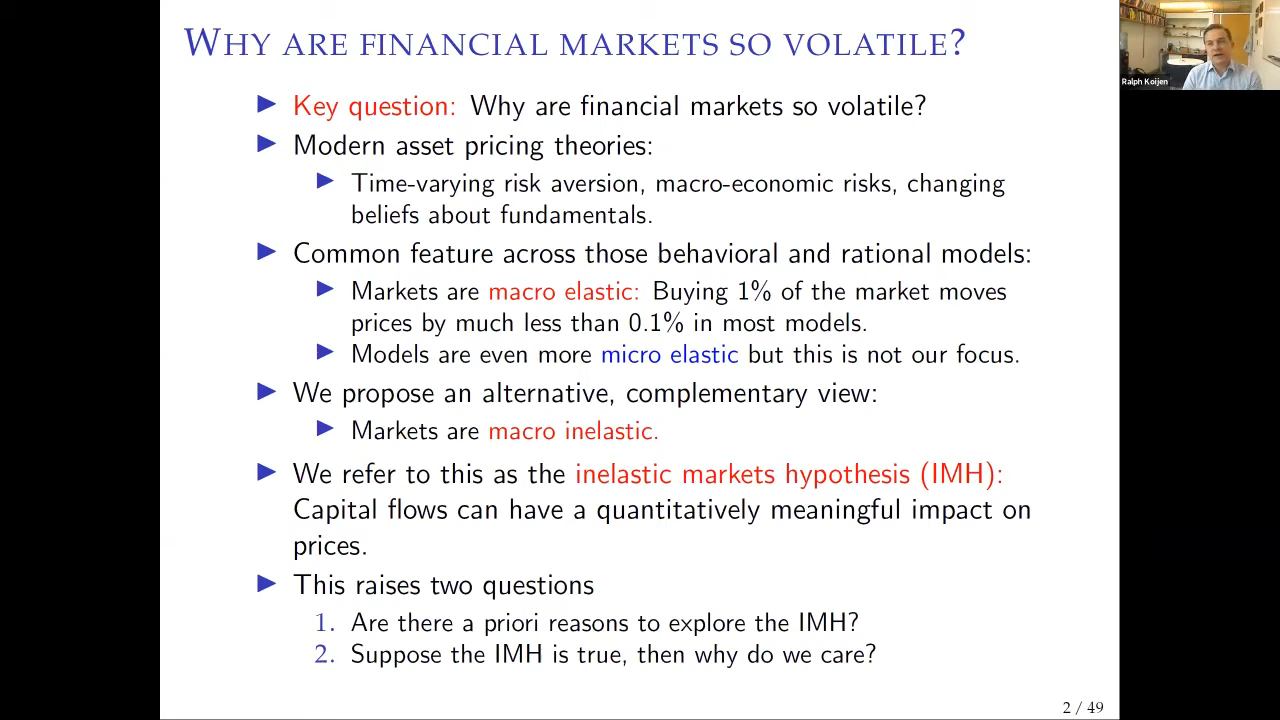 WHY ARE FINANCIAL MARKETS SO VOLATILE?
Ralph Koijen
Key question: Why are financial markets so volatile?
Modern asset pricing theories:
Time-varying risk aversion, macro-economic risks, changing
beliefs about fundamentals.
Common feature across those behavioral and rational models:
Markets are macro elastic: Buying 1% of the market moves
prices by much less than 0.1% in most models.
Models are even more micro elastic but this is not our focus.
We propose an alternative, complementary view:
Markets are macro inelastic.
We refer to this as the inelastic markets hypothesis (IMH):
Capital flows can have a quantitatively meaningful impact on
prices.
This raises two questions
1. Are there a priori reasons to explore the IMH?
2. Suppose the IMH is true, then why do we care?
2 / 49